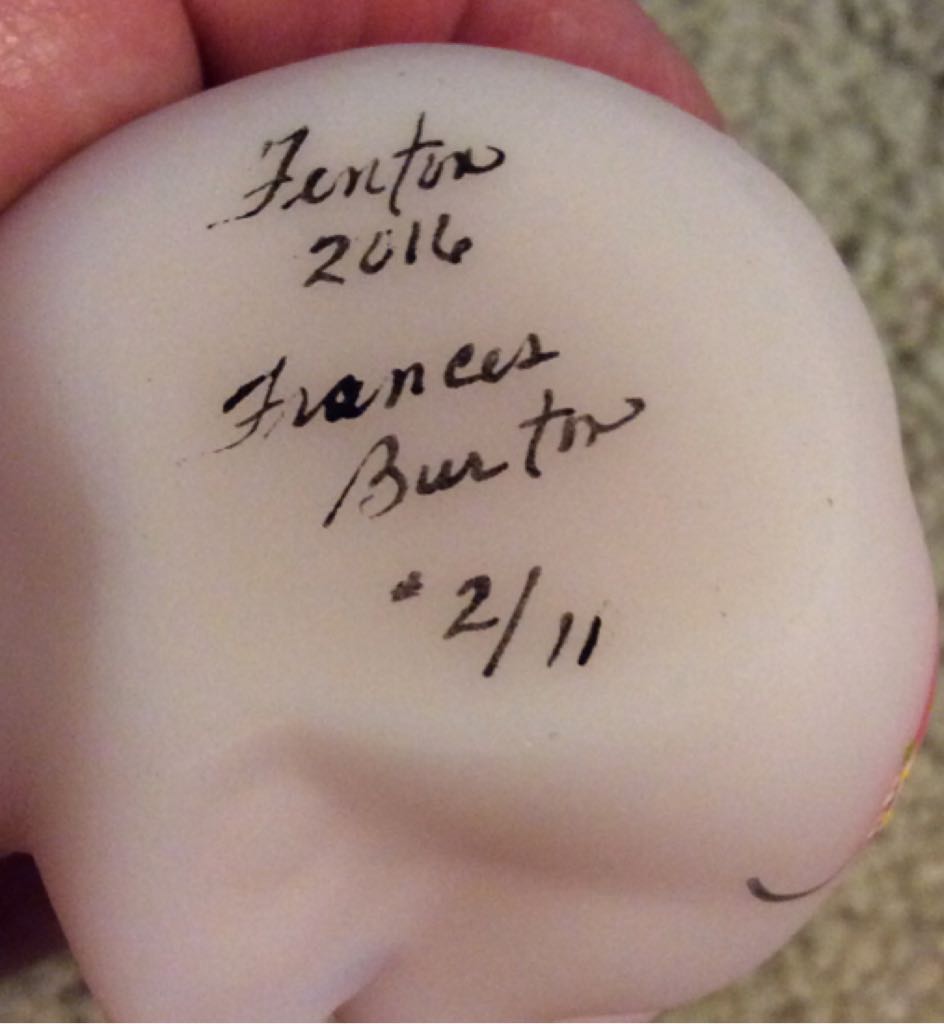 Fenton
2016
Frances
Burton
# 2/11